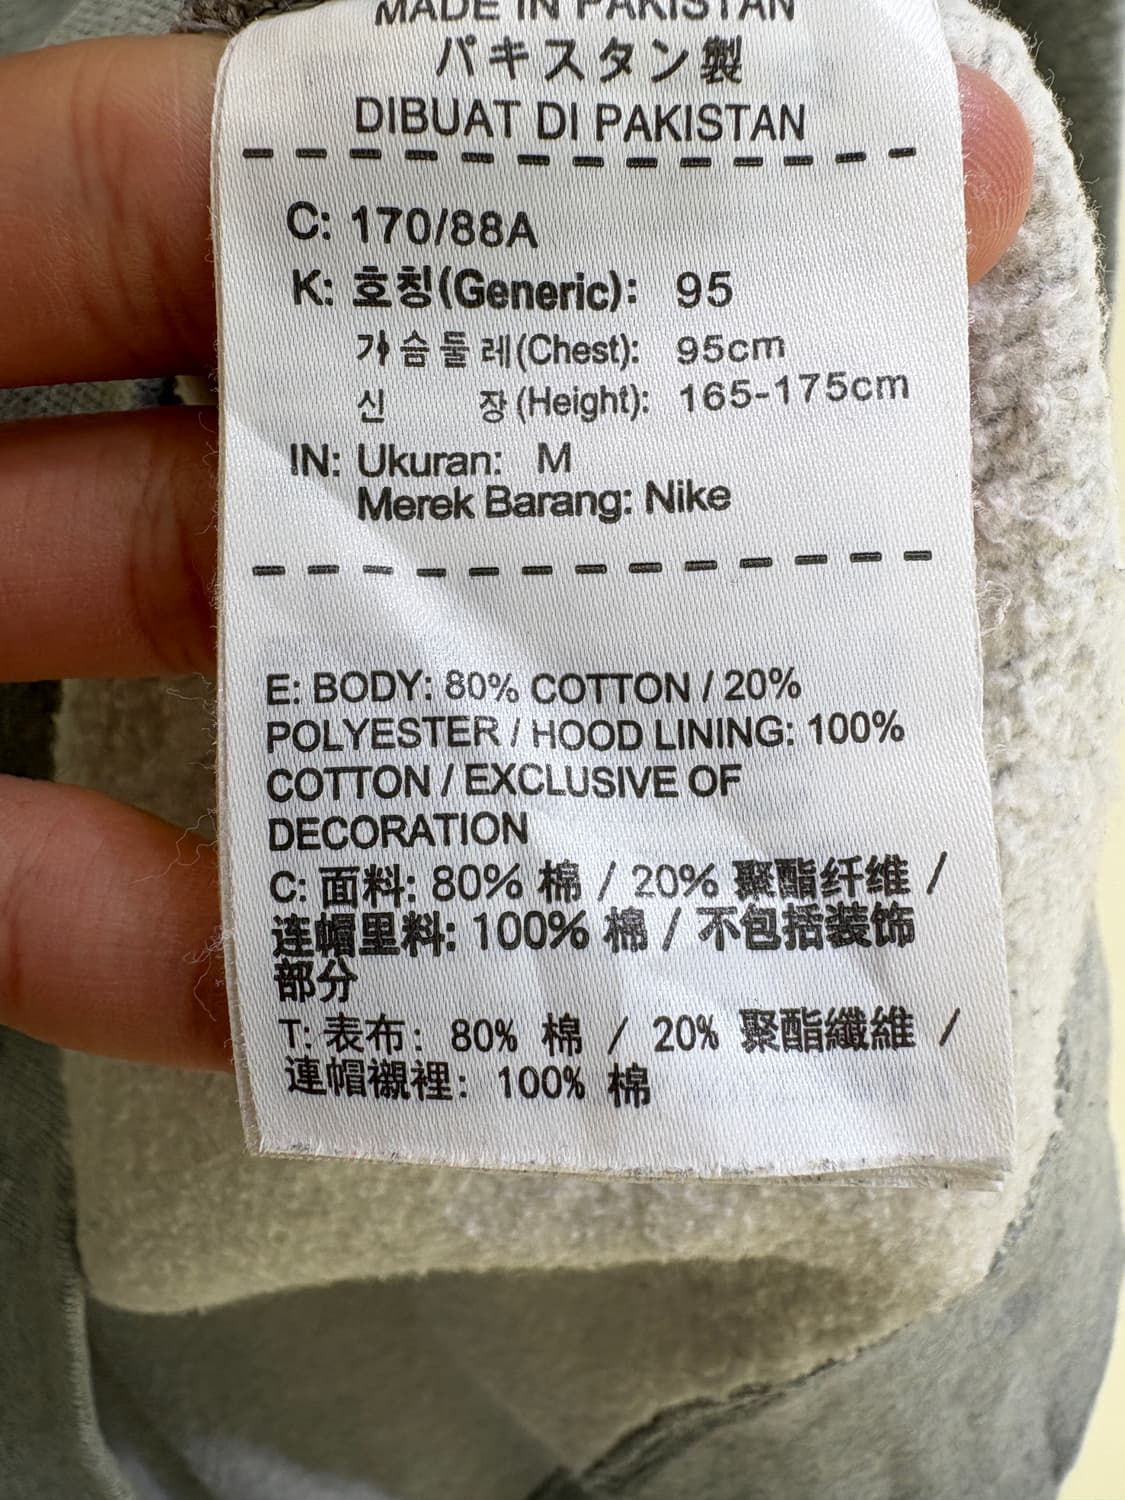 MADE IN PAKISTAN
パキスタン製
DIBUAT DI PAKISTAN
C: 170/88A
K: 호칭(Generic): 95
가슴둘레(Chest): 95cm
신 장(Height): 165-175cm
IN: Ukuran: M
Merek Barang: Nike
E: BODY: 80% COTTON / 20%
POLYESTER / HOOD LINING: 100%
COTTON / EXCLUSIVE OF
DECORATION
C: 面料: 80% 棉 / 20% 聚酯纤维 /
连帽里料: 100% 棉 / 不包括装饰
部分
T: 表布: 80% 棉 / 20% 聚酯纖維 /
連帽襯裡: 100% 棉